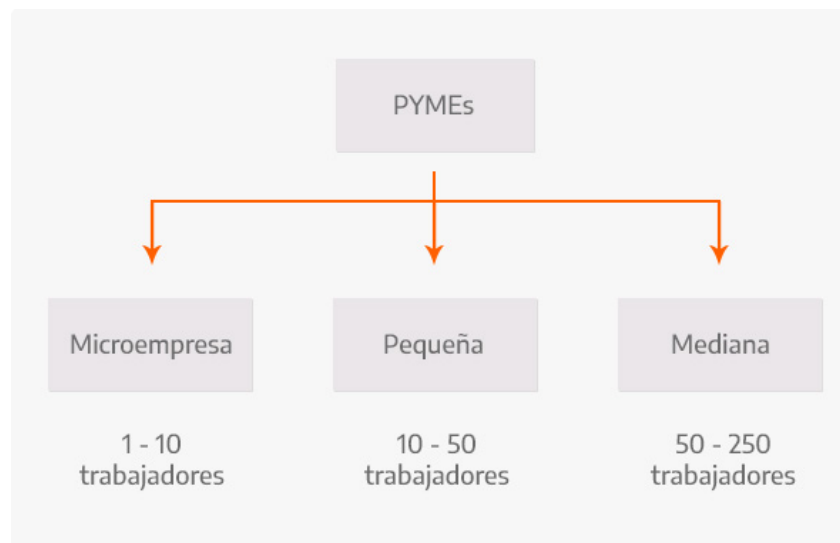 PYMEs
Microempresa
Pequeña
Mediana
1 - 10
trabajadores
10 - 50
trabajadores
50 - 250
trabajadores